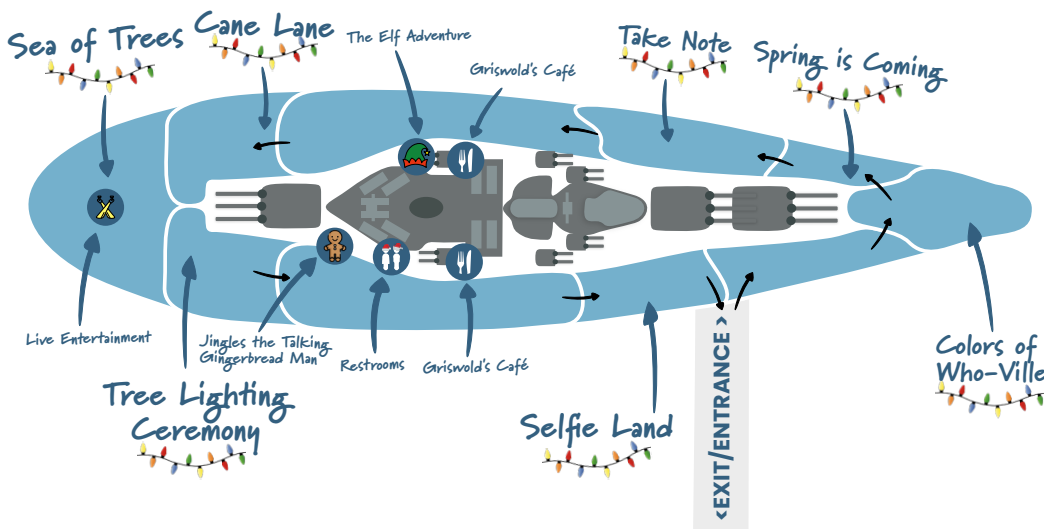 Sea of Trees
Cane Lane
The Elf Adventure
Griswold's Café
Take Note
Spring is Coming
Live Entertainment
Jingles the Talking
Gingerbread Man
Restrooms
Griswold's Café
Tree Lighting
Ceremony
Selfie Land
<EXIT/ENTRANCE >
Colors of
Who-Ville